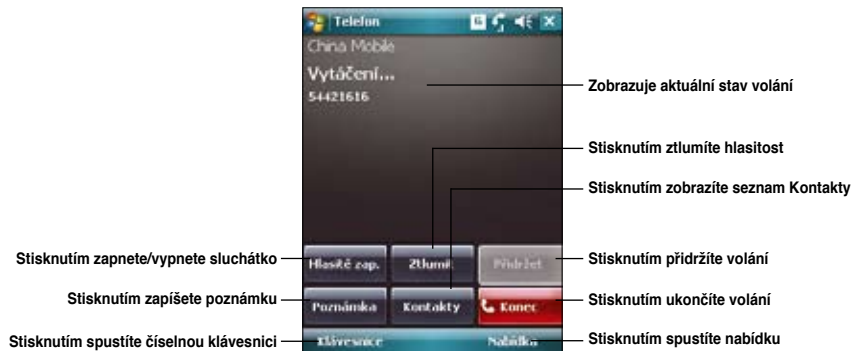 Telefon
G
China Mobile
Vytáčení...
54421616
Zobrazuje aktuální stav volání
Stisknutím ztlumíte hlasitost
Stisknutím zobrazíte seznam Kontakty
Stisknutím zapnete/vypnete sluchátko
Hlasitě zap.
Ztlumit
Přidržet
Stisknutím přidržíte volání
Stisknutím zapíšete poznámku
Poznámka
Kontakty
Konec
Stisknutím ukončíte volání
Stisknutím spustíte číselnou klávesnici
Klávesnice
Nabídka
Stisknutím spustíte nabídku